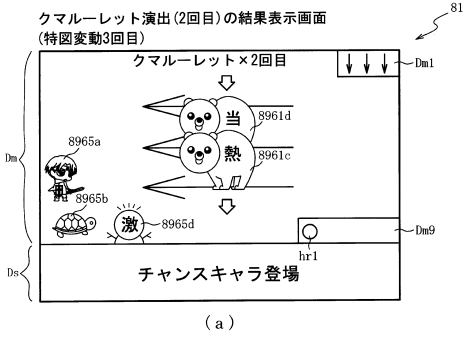 クマルーレット演出(2回目)の結果表示画面
(特図変動3回目)
81
クマルーレット×2回目
Dm1
当
8961d
Dm
8965a
熱
8961c
8965b
激
8965d
Dm9
hr1
Ds
チャンスキャラ登場
(a)